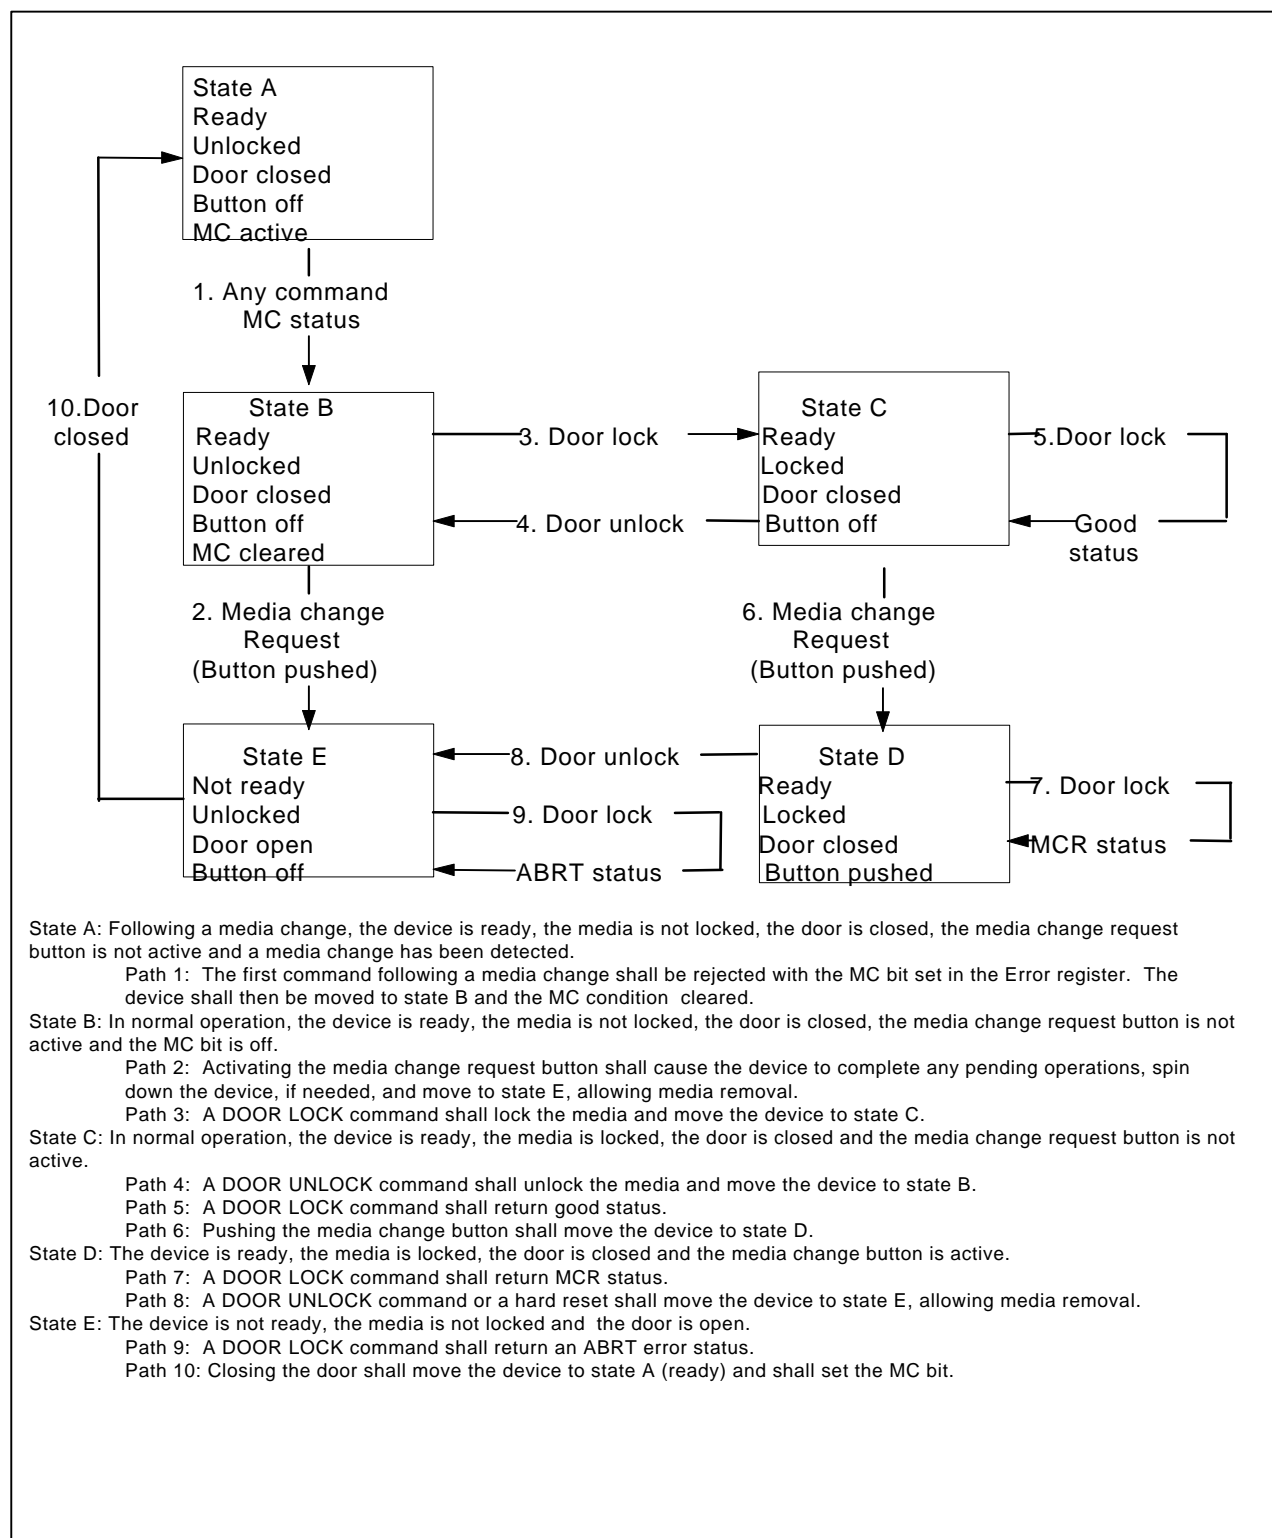 State A
Ready
Unlocked
Door closed
Button off
MC active
1. Any command
MC status
10.Door
closed
State B
Ready
Unlocked
Door closed
Button off
MC cleared
3. Door lock
4. Door unlock
State C
Ready
Locked
Door closed
Button off
5.Door lock
Good
status
2. Media change
Request
(Button pushed)
6. Media change
Request
(Button pushed)
State E
Not ready
Unlocked
Door open
Button off
8. Door unlock
9. Door lock
ABRT status
State D
Ready
Locked
Door closed
Button pushed
7. Door lock
MCR status
State A: Following a media change, the device is ready, the media is not locked, the door is closed, the media change request
button is not active and a media change has been detected.
Path 1: The first command following a media change shall be rejected with the MC bit set in the Error register. The
device shall then be moved to state B and the MC condition cleared.
State B: In normal operation, the device is ready, the media is not locked, the door is closed, the media change request button is not
active and the MC bit is off.
Path 2: Activating the media change request button shall cause the device to complete any pending operations, spin
down the device, if needed, and move to state E, allowing media removal.
Path 3: A DOOR LOCK command shall lock the media and move the device to state C.
State C: In normal operation, the device is ready, the media is locked, the door is closed and the media change request button is not
active.
Path 4: A DOOR UNLOCK command shall unlock the media and move the device to state B.
Path 5: A DOOR LOCK command shall return good status.
Path 6: Pushing the media change button shall move the device to state D.
State D: The device is ready, the media is locked, the door is closed and the media change button is active.
Path 7: A DOOR LOCK command shall return MCR status.
Path 8: A DOOR UNLOCK command or a hard reset shall move the device to state E, allowing media removal.
State E: The device is not ready, the media is not locked and the door is open.
Path 9: A DOOR LOCK command shall return an ABRT error status.
Path 10: Closing the door shall move the device to state A (ready) and shall set the MC bit.